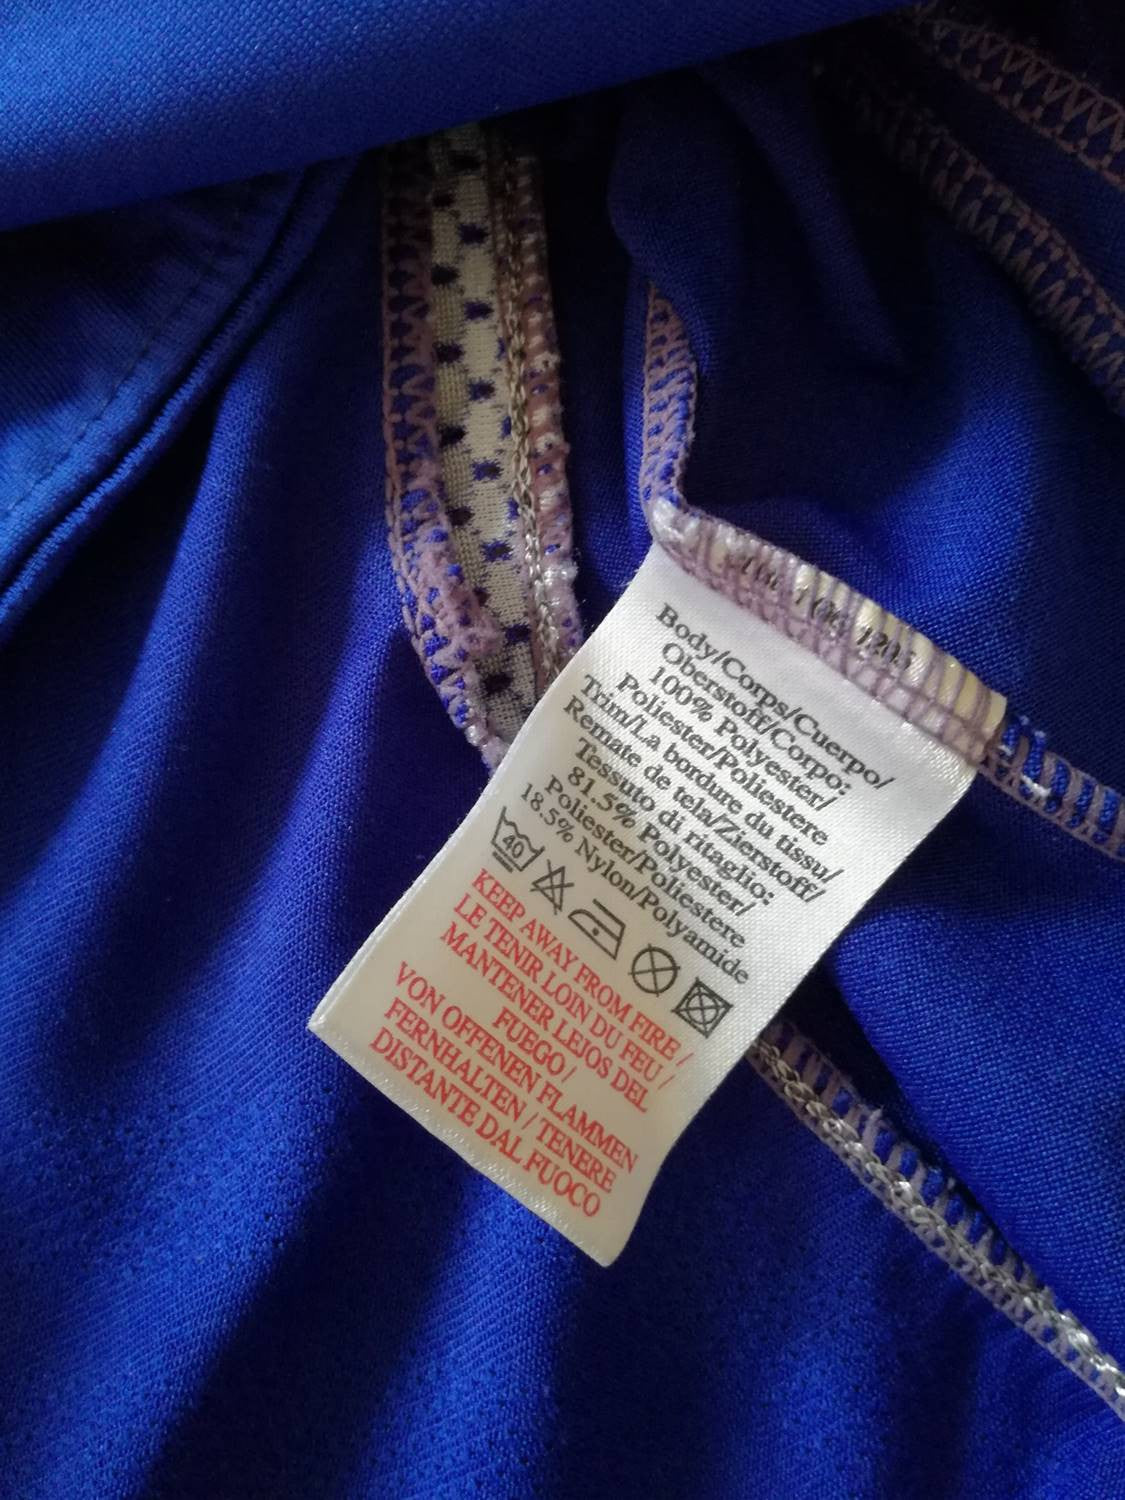 Body/Corps/Cuerpo/
Oberstoff/Corpo:
100% Polyester/
Poliester/Poliestere
Trim/La bordure du tissu/
Remate de tela/Zierstoff/
Tessuto di ritaglio:
81.5% Polyester/
Poliester/Poliestere
18.5% Nylon/Polyamide
40
KEEP AWAY FROM FIRE /
LE TENIR LOIN DU FEU /
MANTENER LEJOS DEL
FUEGO /
VON OFFENEN FLAMMEN
FERNHALTEN / TENERE
DISTANTE DAL FUOCO